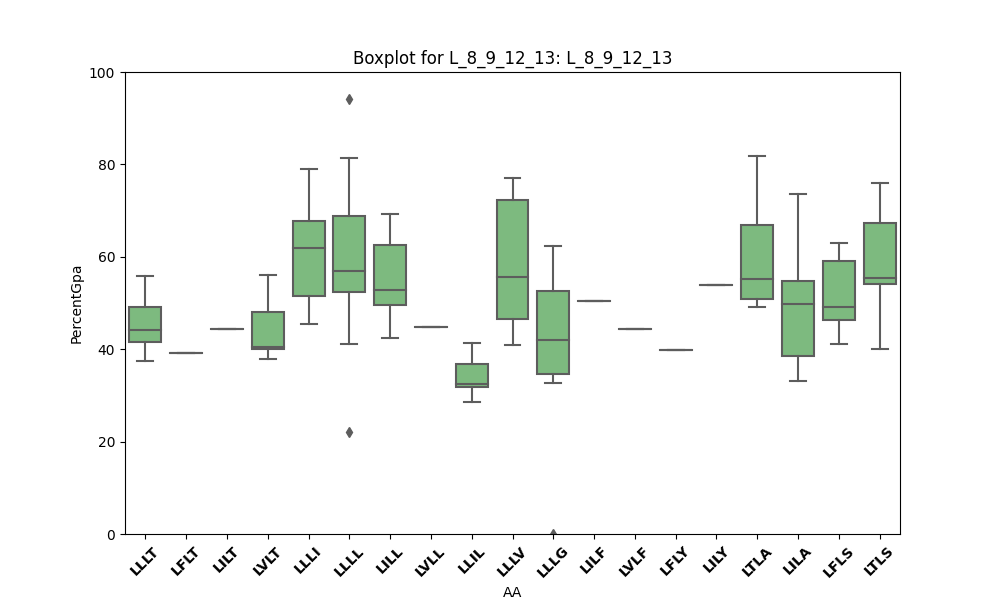 Boxplot for L_8_9_12_13: L_8_9_12_13
100
80
60
40
20
0
PercentGpa
LLLT
LFLT
LILT
LVLT
LLLI
LLLL
LILL
LVLL
LLIL
LLLV
LLLG
LILF
LVLF
LFLY
LILY
LTLA
LILA
LFLS
LTLS
AA